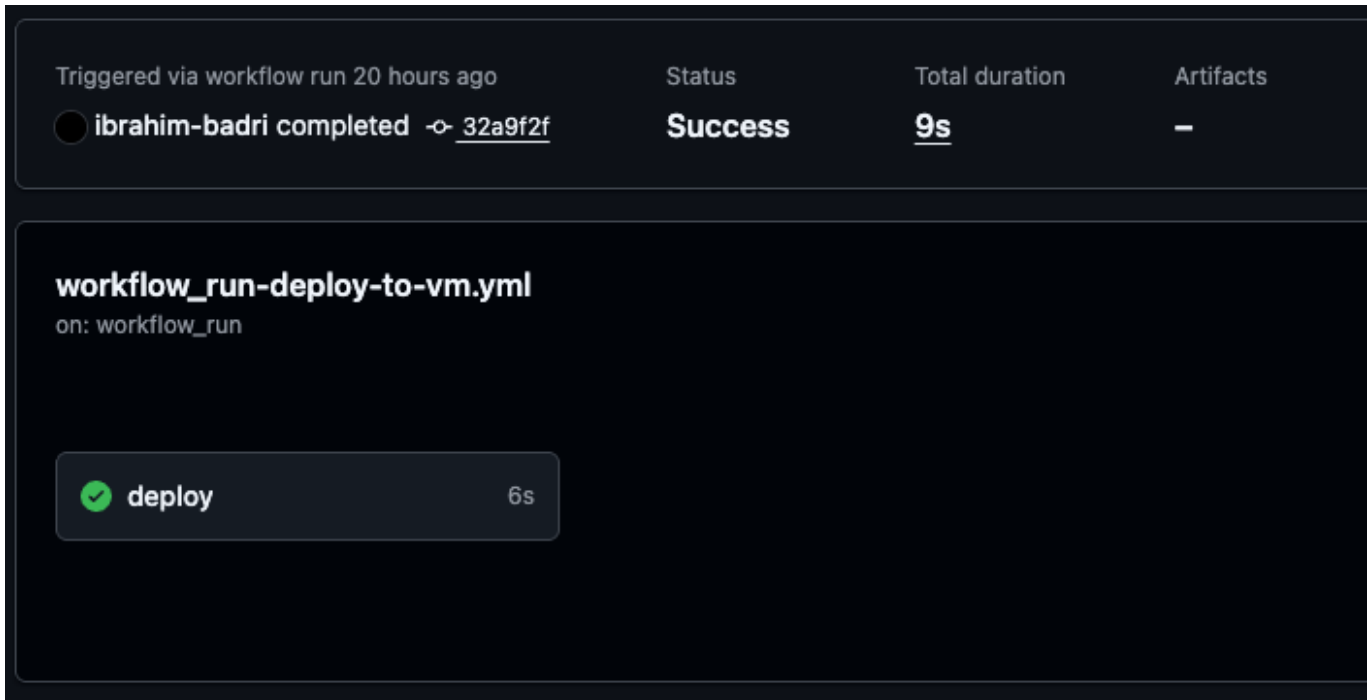 Triggered via workflow run 20 hours ago
ibrahim-badri completed 32a9f2f
Status
Success
Total duration
9s
Artifacts
–
workflow_run-deploy-to-vm.yml
on: workflow_run
deploy 6s